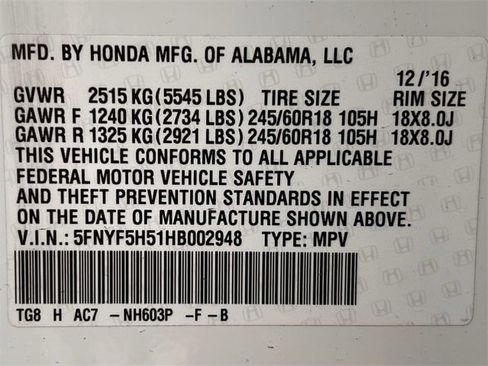 MFD. BY HONDA MFG. OF ALABAMA, LLC
12/'16
GVWR 2515 KG(5545 LBS) TIRE SIZE RIM SIZE
GAWR F 1240 KG(2734 LBS)245/60R18 105H 18X8.0J
GAWR R 1325 KG(2921 LBS)245/60R18 105H 18X8.0J
THIS VEHICLE CONFORMS TO ALL APPLICABLE
FEDERAL MOTOR VEHICLE SAFETY
AND THEFT PREVENTION STANDARDS IN EFFECT
ON THE DATE OF MANUFACTURE SHOWN ABOVE.
V.I.N.: 5FNYF5H51HB002948 TYPE: MPV
TG8 H AC7 -NH603P -F-B